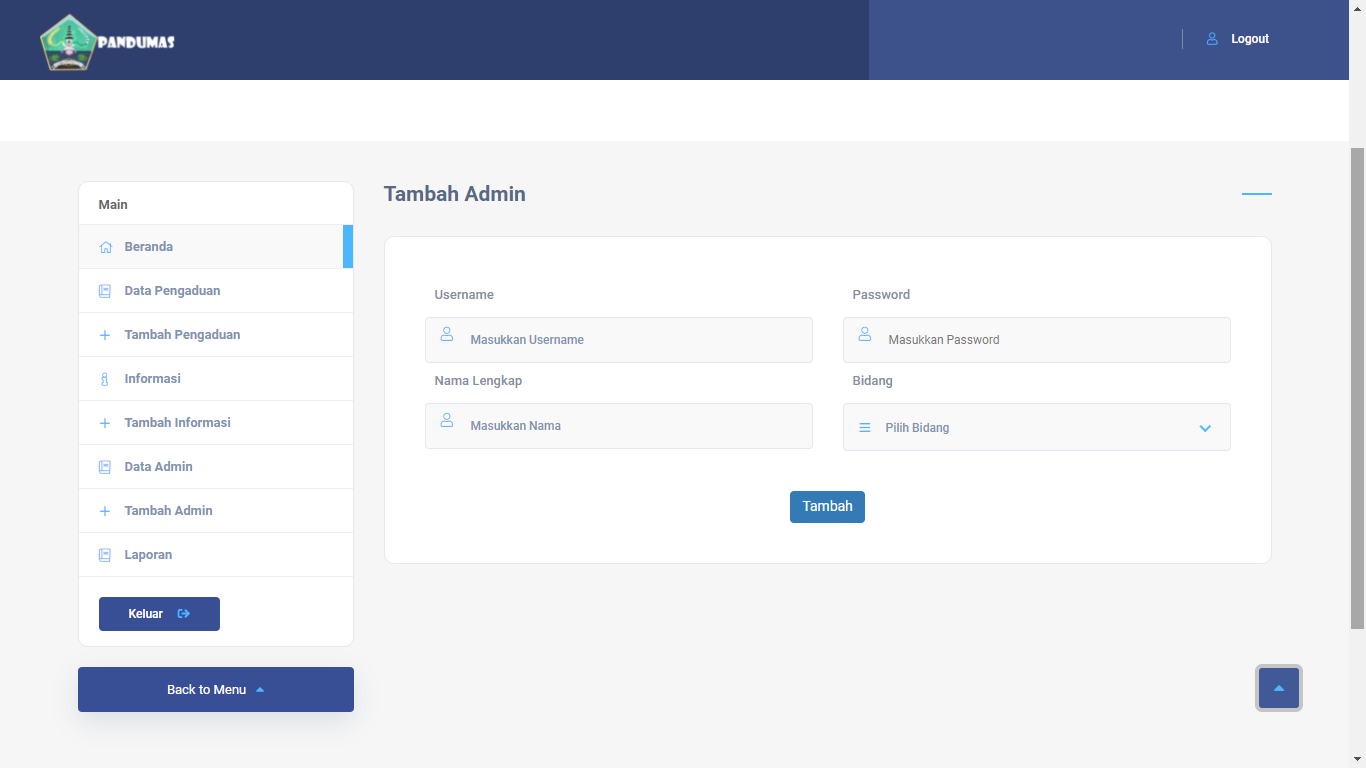 PANDUMAS
Logout
Main
Beranda
Data Pengaduan
Tambah Pengaduan
Informasi
Tambah Informasi
Data Admin
Tambah Admin
Laporan
Keluar
Back to Menu
Tambah Admin
Username
Password
Masukkan Username
Masukkan Password
Nama Lengkap
Bidang
Masukkan Nama
Pilih Bidang
Tambah